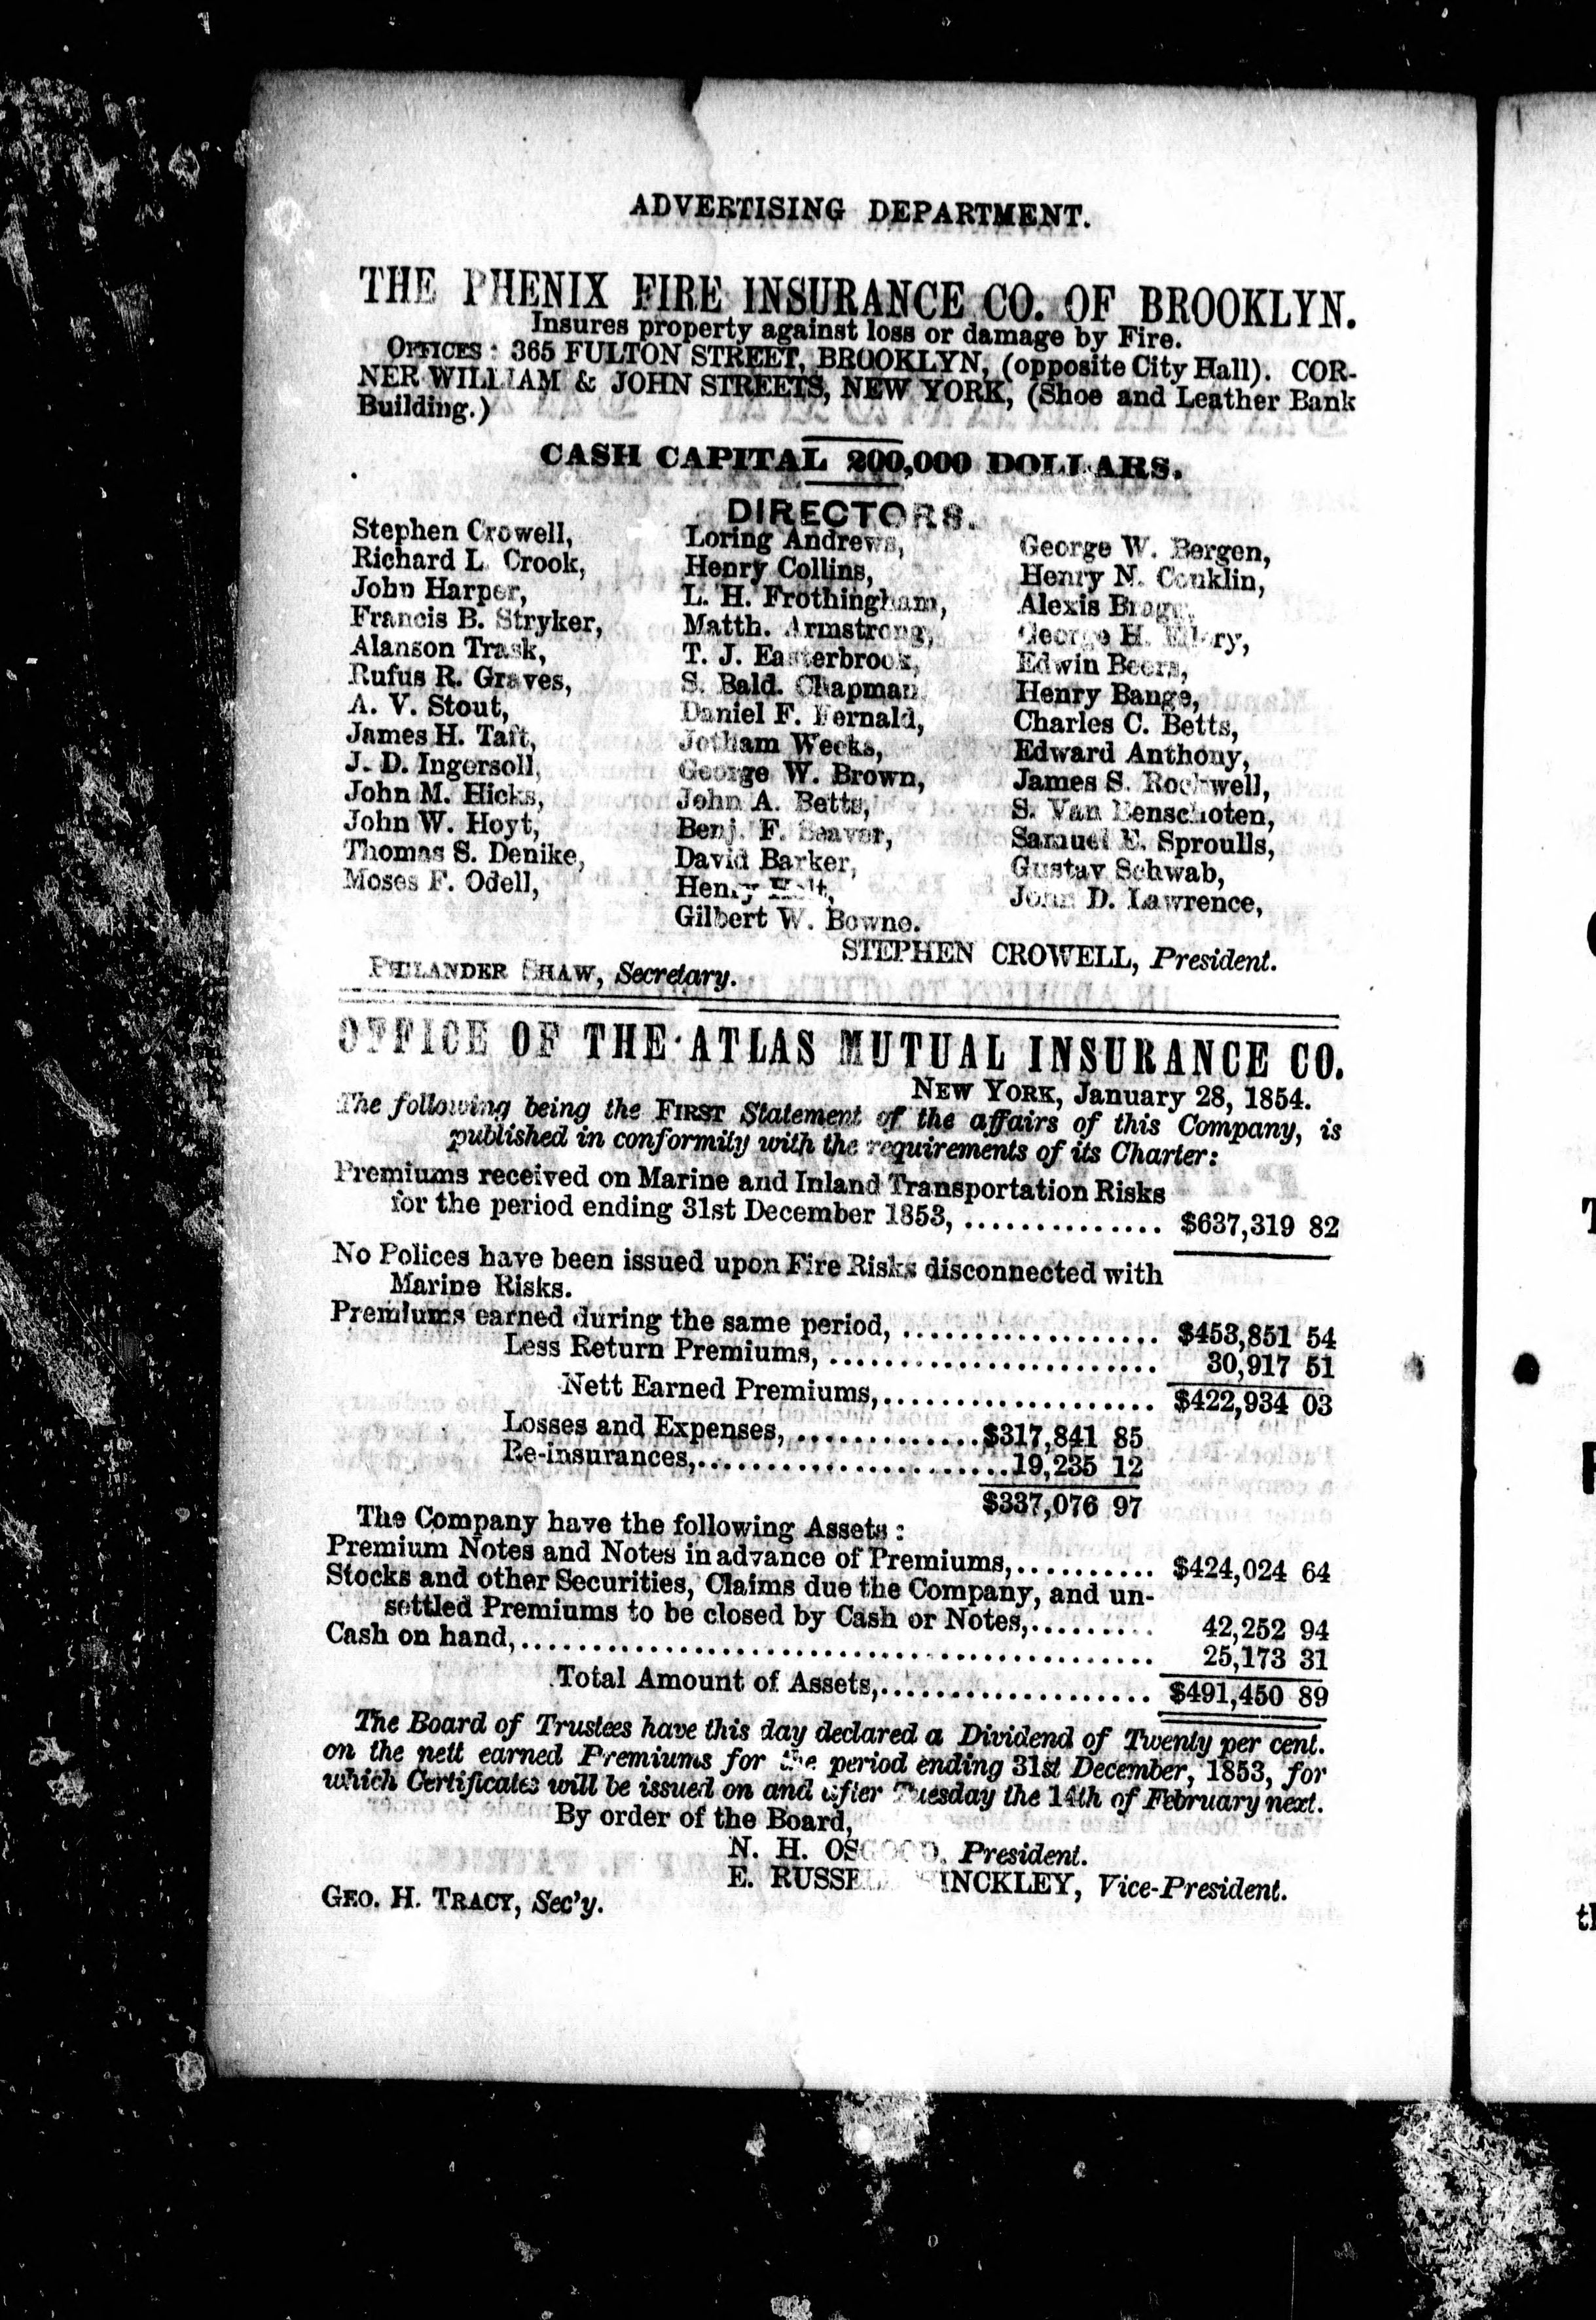 ADVERTISING DEPARTMENT.
THE PHENIX FIRE INSURANCE CO. OF BROOKLYN.
Insures property against loss or damage by Fire.
OFFICES: 365 FULTON STREET, BROOKLYN, (opposite City Hall). COR-
NER WILLIAM & JOHN STREETS, NEW YORK, (Shoe and Leather Bank
Building.)
CASH CAPITAL 200,000 DOLLARS.
DIRECTORS.
Stephen Crowell,
Richard L. Crook,
John Harper,
Francis B. Stryker,
Alanson Trask,
Rufus R. Graves,
A. V. Stout,
James H. Taft,
J. D. Ingersoll,
John M. Hicks,
John W. Hoyt,
Thomas S. Denike,
Moses F. Odell,
Loring Andrews,
Henry Collins,
L. H. Frothingham,
Matth. Armstrong,
T. J. Easterbrook,
S. Bald. Chapman
Daniel F. Fernald,
Jotham Weeks,
George W. Brown,
John A. Betts,
Benj. F. Seaver,
David Barker,
Henry
Gilbert W. Bowne.
George W. Bergen,
Henry N. Conklin,
Alexis
George H.
Edwin Beers,
Henry Bange,
Charles C. Betts,
Edward Anthony,
James S. Rockwell,
S. Van Benschoten,
Samuel E. Sproulls,
Gustav Schwab,
John D. Lawrence,
STEPHEN CROWELL, President.
PHILANDER SHAW, Secretary.
OFFICE OF THE ATLAS MUTUAL INSURANCE CO.
NEW YORK, January 28, 1854.
The following being the FIRST Statement of the affairs of this Company, is
published in conformity with the requirements of its Charter:
Premiums received on Marine and Inland Transportation Risks
for the period ending 31st December 1853, .............. $637,319 82
No Polices have been issued upon Fire Risks disconnected with
Marine Risks.
Premiums earned during the same period, .................. $453,851 54
Less Return Premiums, ....................... 30,917 51
Nett Earned Premiums, ................... $422,934 03
Losses and Expenses, ............. $317,841 85
Re-insurances, ...................... 19,235 12
$337,076 97
The Company have the following Assets:
Premium Notes and Notes in advance of Premiums, .......... $424,024 64
Stocks and other Securities, Claims due the Company, and un-
settled Premiums to be closed by Cash or Notes, ......... 42,252 94
Cash on hand, ............................................ 25,173 31
Total Amount of Assets, ................... $491,450 89
The Board of Trustees have this day declared a Dividend of Twenty per cent.
on the nett earned Premiums for the period ending 31st December, 1853, for
which Certificates will be issued on and after Tuesday the 14th of February next.
By order of the Board,
N. H. OSGOOD, President.
E. RUSSELL HINCKLEY, Vice-President.
GEO. H. TRACY, Sec'y.